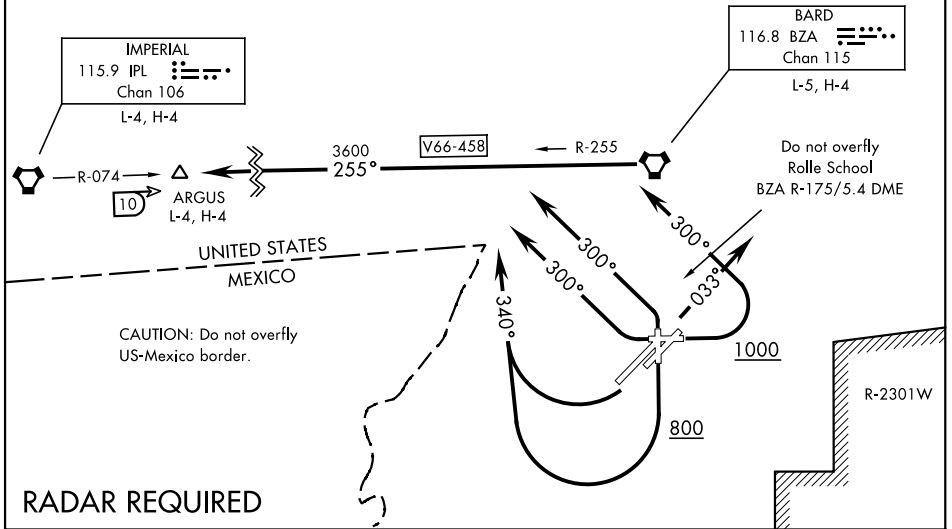 IMPERIAL
115.9 IPL
Chan 106
L-4, H-4
BARD
116.8 BZA
Chan 115
L-5, H-4
R-074
10
ARGUS
L-4, H-4
3600
255°
V66-458
R-255
Do not overfly
Rolle School
BZA R-175/5.4 DME
UNITED STATES
MEXICO
CAUTION: Do not overfly
US-Mexico border.
340°
300°
300°
300°
033°
1000
800
R-2301W
RADAR REQUIRED